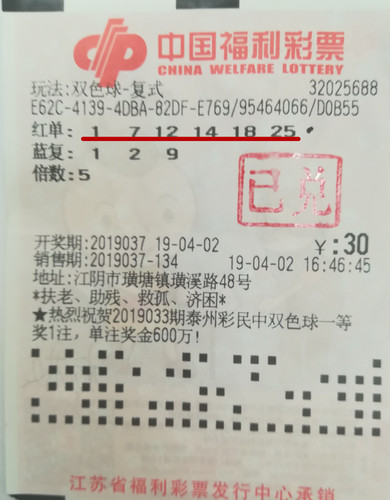 中国福利彩票
CHINA WELFARE LOTTERY
玩法:双色球-复式 32025688
E62C-4139-4DBA-82DF-E769/95464066/D0B55
红单: 1 7 12 14 18 25
蓝复: 1 2 9
倍数:5
已兑
开奖期:2019037 19-04-02 ¥:30
销售期:2019037-134 19-04-02 16:46:45
地址:江阴市璜塘镇璜溪路48号
*扶老、助残、救孤、济困*
★热烈祝贺2019033期泰州彩民中双色球一等
奖1注,单注奖金600万!
江苏省福利彩票发行中心承销